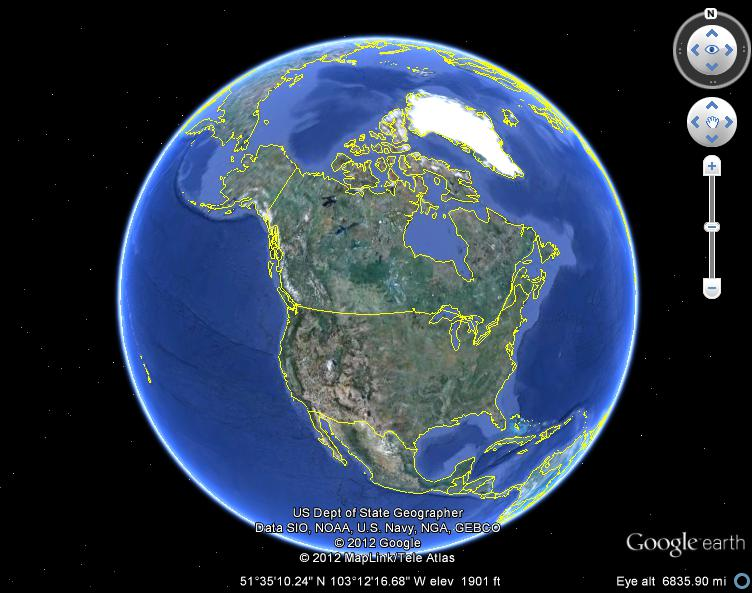 N
US Dept of State Geographer
Data SIO, NOAA, U.S. Navy, NGA, GEBCO
© 2012 Google
© 2012 MapLink/Tele Atlas
Google earth
51°35'10.24" N 103°12'16.68" W elev 1901 ft
Eye alt 6835.90 mi